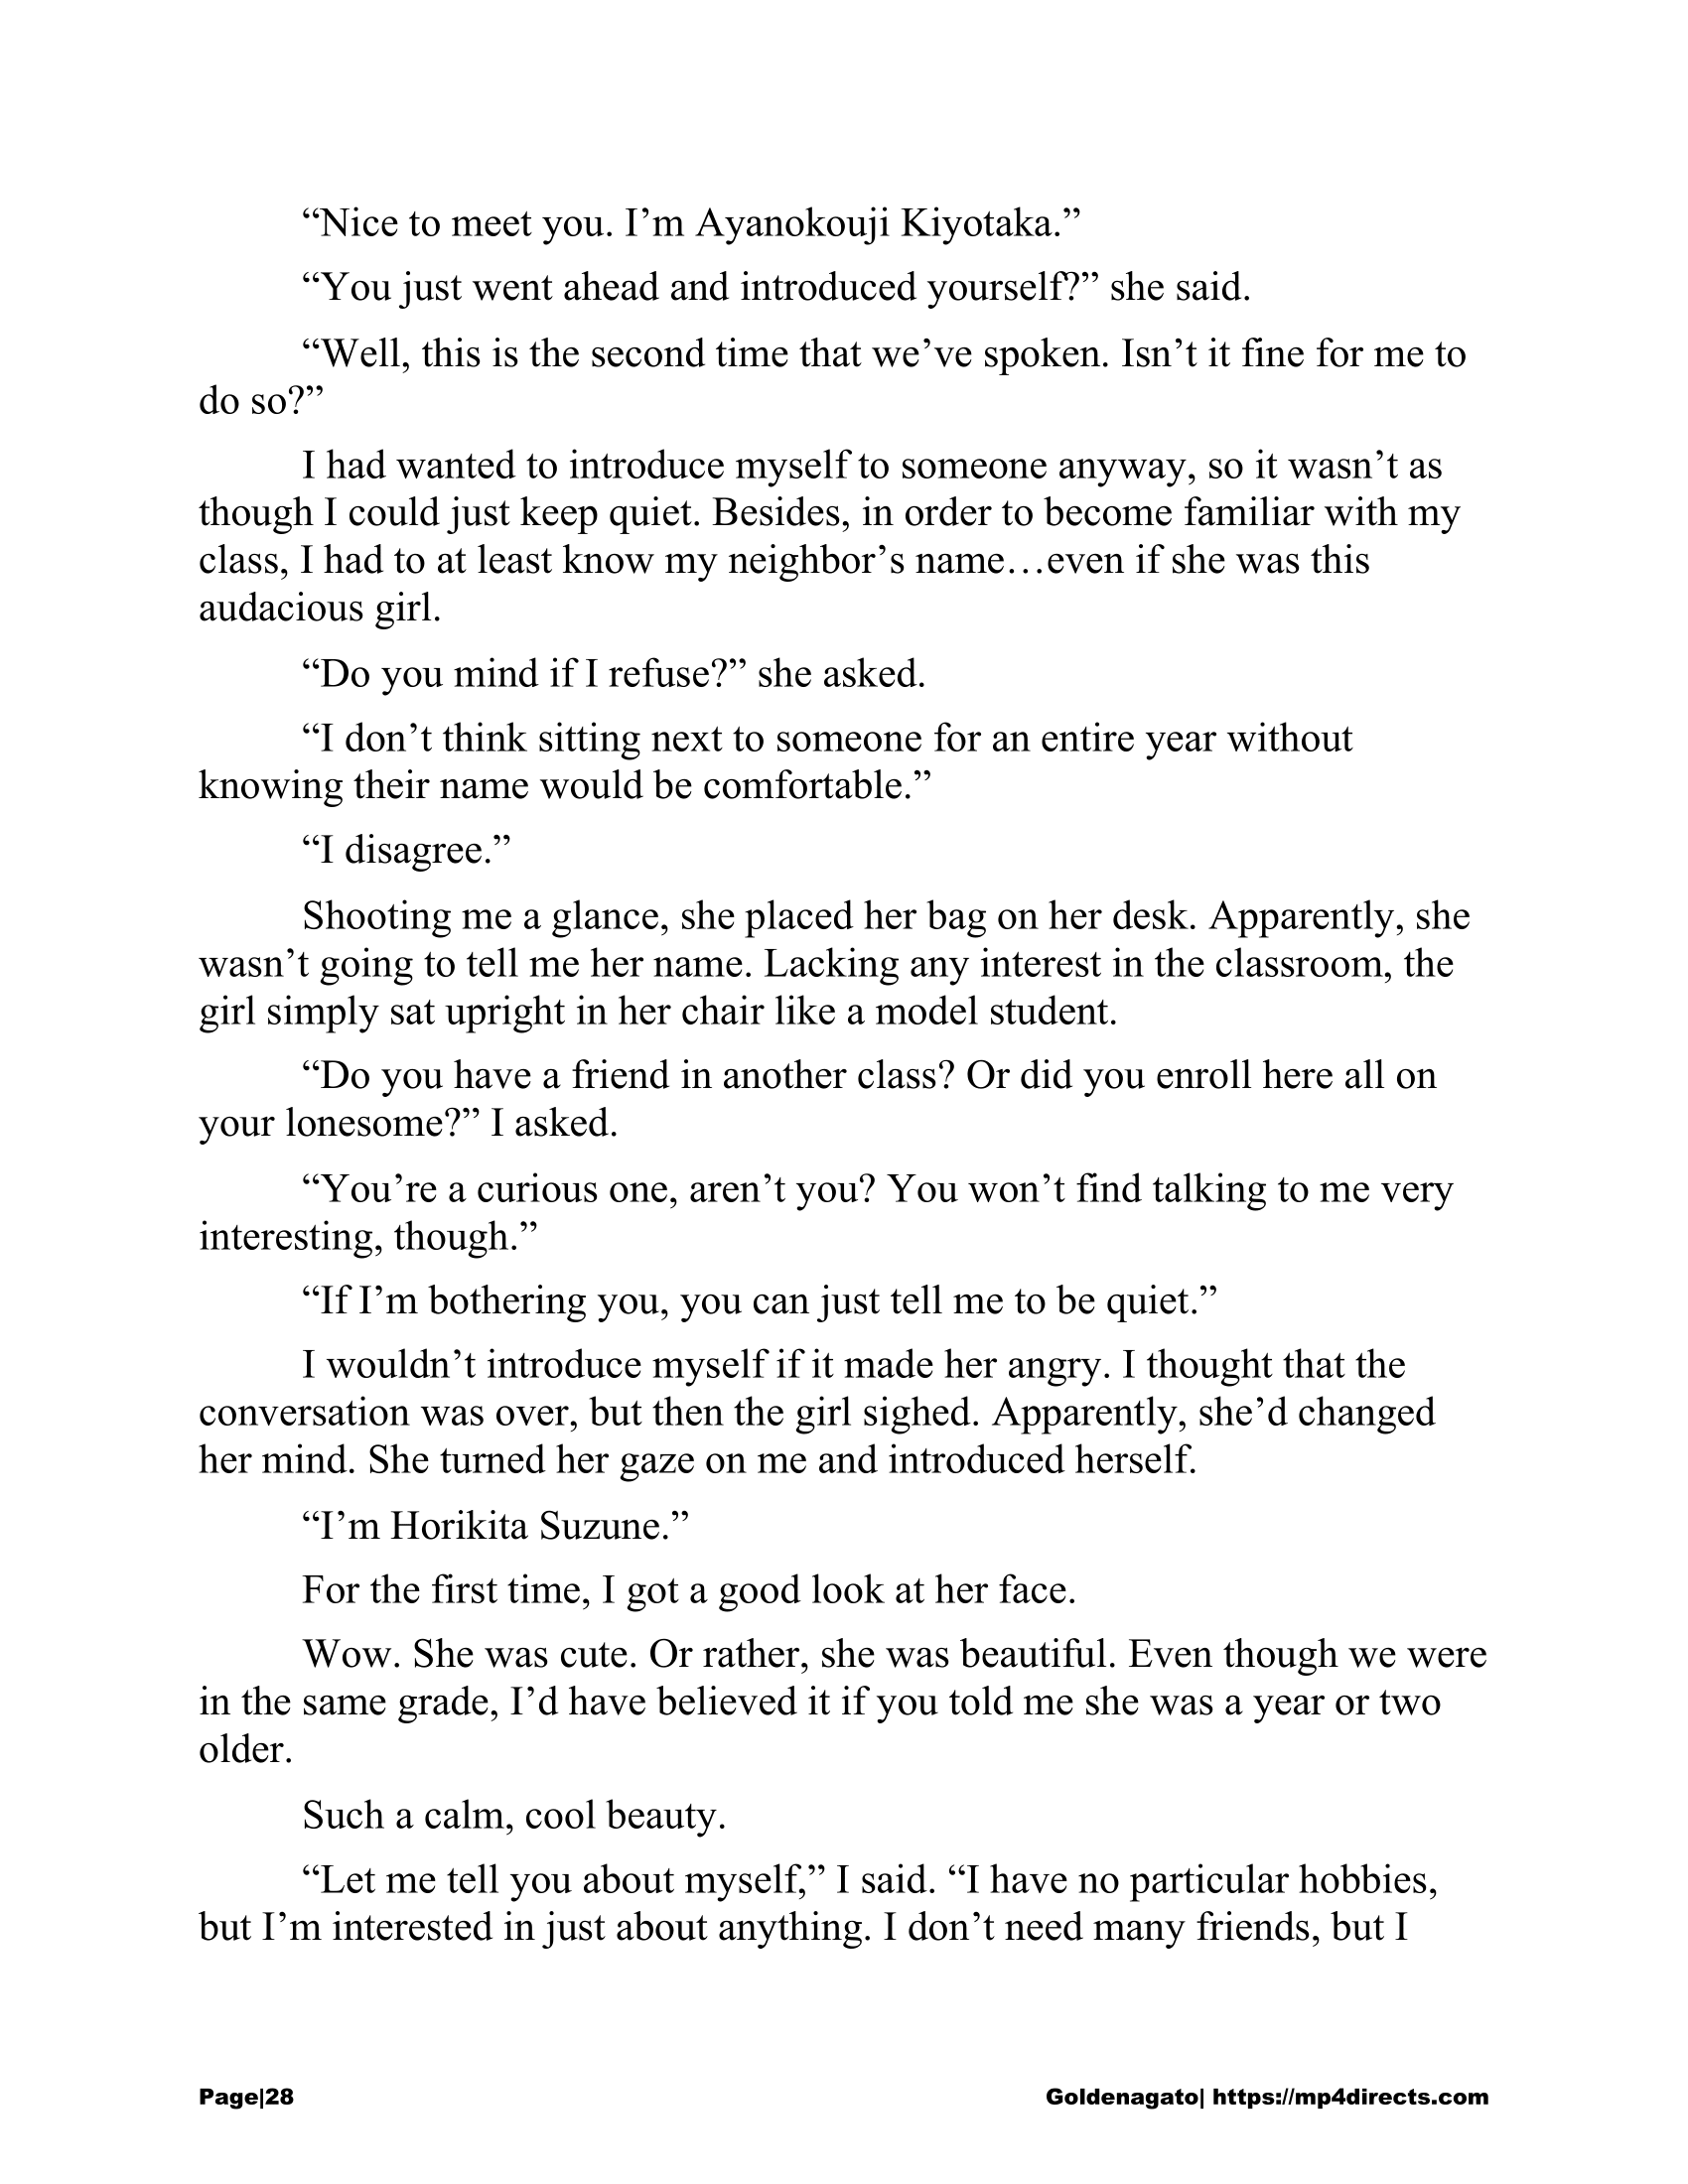 “Nice to meet you. I’m Ayanokouji Kiyotaka.”
“You just went ahead and introduced yourself?” she said.
“Well, this is the second time that we’ve spoken. Isn’t it fine for me to
do so?”
I had wanted to introduce myself to someone anyway, so it wasn’t as
though I could just keep quiet. Besides, in order to become familiar with my
class, I had to at least know my neighbor’s name…even if she was this
audacious girl.
“Do you mind if I refuse?” she asked.
“I don’t think sitting next to someone for an entire year without
knowing their name would be comfortable.”
“I disagree.”
Shooting me a glance, she placed her bag on her desk. Apparently, she
wasn’t going to tell me her name. Lacking any interest in the classroom, the
girl simply sat upright in her chair like a model student.
“Do you have a friend in another class? Or did you enroll here all on
your lonesome?” I asked.
“You’re a curious one, aren’t you? You won’t find talking to me very
interesting, though.”
“If I’m bothering you, you can just tell me to be quiet.”
I wouldn’t introduce myself if it made her angry. I thought that the
conversation was over, but then the girl sighed. Apparently, she’d changed
her mind. She turned her gaze on me and introduced herself.
“I’m Horikita Suzune.”
For the first time, I got a good look at her face.
Wow. She was cute. Or rather, she was beautiful. Even though we were
in the same grade, I’d have believed it if you told me she was a year or two
older.
Such a calm, cool beauty.
“Let me tell you about myself,” I said. “I have no particular hobbies,
but I’m interested in just about anything. I don’t need many friends, but I
Page|28 Goldenagato| https://mp4directs.com